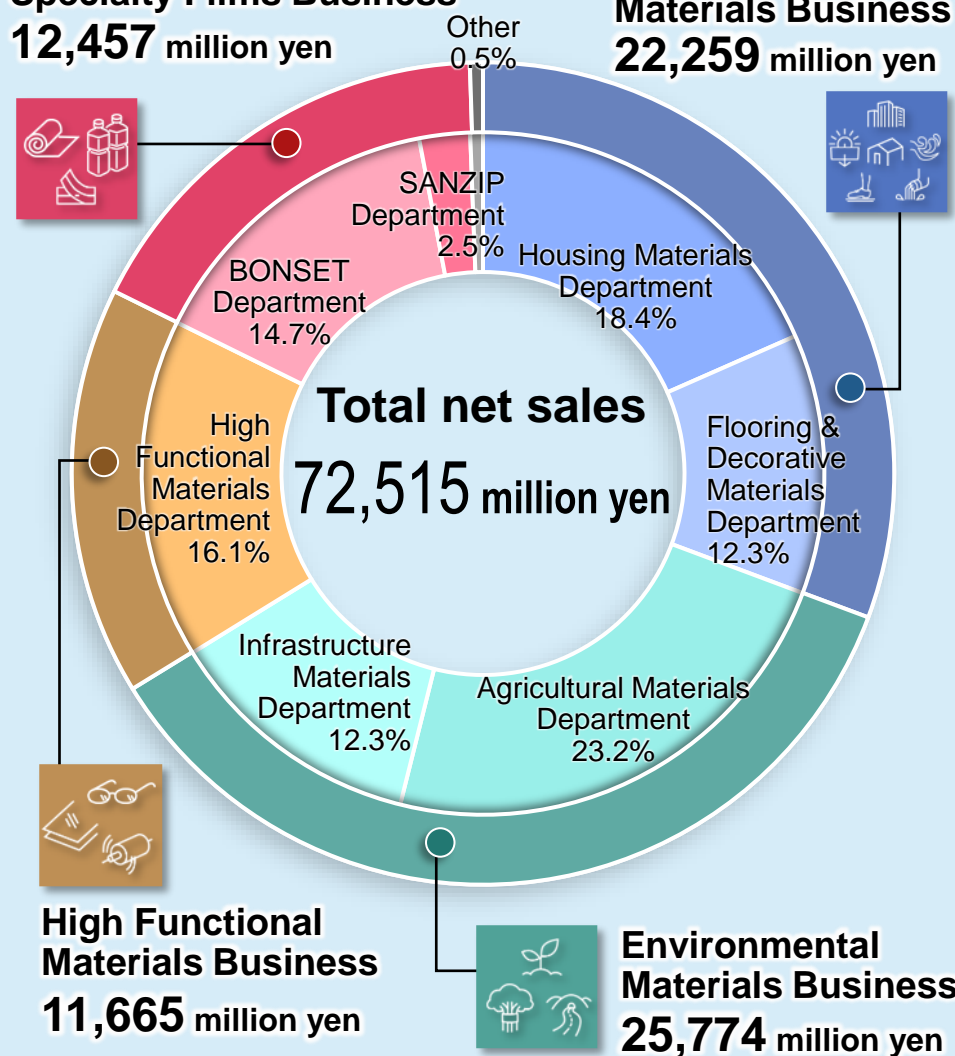 Specialty Films Business
12,457 million yen
Other
0.5%
Materials Business
22,259 million yen
SANZIP
Department
2.5%
BONSET
Department
14.7%
Housing Materials
Department
18.4%
High
Functional
Materials
Department
16.1%
Total net sales
72,515 million yen
Flooring &
Decorative
Materials
Department
12.3%
Infrastructure
Materials
Department
12.3%
Agricultural Materials
Department
23.2%
High Functional
Materials Business
11,665 million yen
Environmental
Materials Business
25,774 million yen